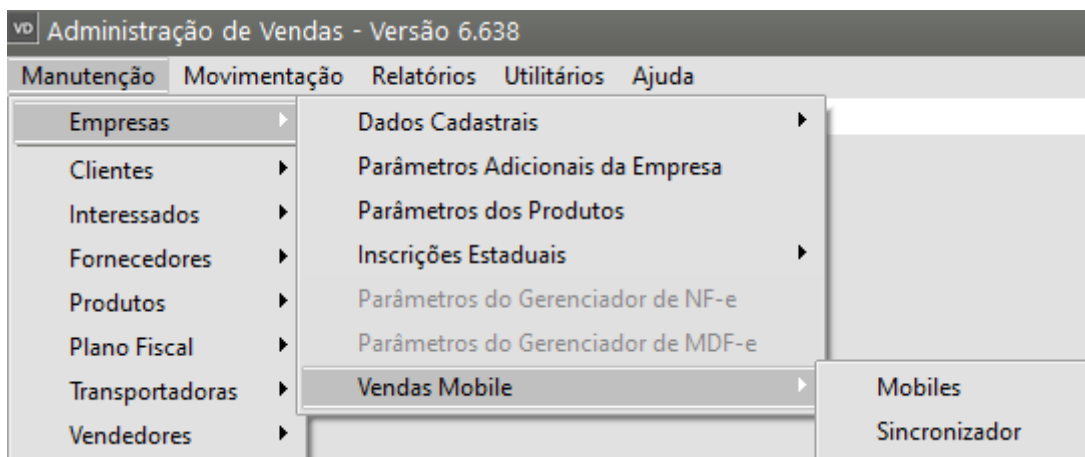 VD Administração de Vendas - Versão 6.638
Manutenção Movimentação Relatórios Utilitários Ajuda
Empresas
Clientes
Interessados
Fornecedores
Produtos
Plano Fiscal
Transportadoras
Vendedores
Dados Cadastrais
Parâmetros Adicionais da Empresa
Parâmetros dos Produtos
Inscrições Estaduais
Parâmetros do Gerenciador de NF-e
Parâmetros do Gerenciador de MDF-e
Vendas Mobile
Mobiles
Sincronizador